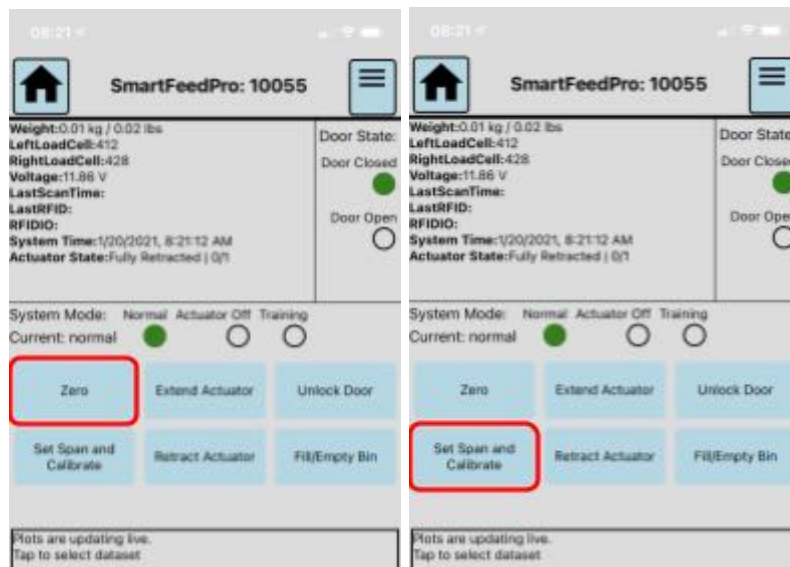 08:21
SmartFeedPro: 10055
Weight:0.01 kg / 0.02 lbs
LeftLoadCell:412
RightLoadCell:428
Voltage:11.86 V
LastScanTime:
LastRFID:
RFIDIO:
System Time:1/20/2021, 8:21:12 AM
Actuator State:Fully Retracted | 0/1
Door State:
Door Closed
Door Open
System Mode: Normal Actuator Off Training
Current: normal
Zero Extend Actuator Unlock Door
Set Span and
Calibrate
Retract Actuator Fill/Empty Bin
Plots are updating live.
Tap to select dataset
08:21
SmartFeedPro: 10055
Weight:0.01 kg / 0.02 lbs
LeftLoadCell:412
RightLoadCell:428
Voltage:11.86 V
LastScanTime:
LastRFID:
RFIDIO:
System Time:1/20/2021, 8:21:12 AM
Actuator State:Fully Retracted | 0/1
Door State
Door Close
Door Ope
System Mode: Normal Actuator Off Training
Current: normal
Zero Extend Actuator Unlock Door
Set Span and
Calibrate
Retract Actuator Fill/Empty Bin
Plots are updating live.
Tap to select dataset